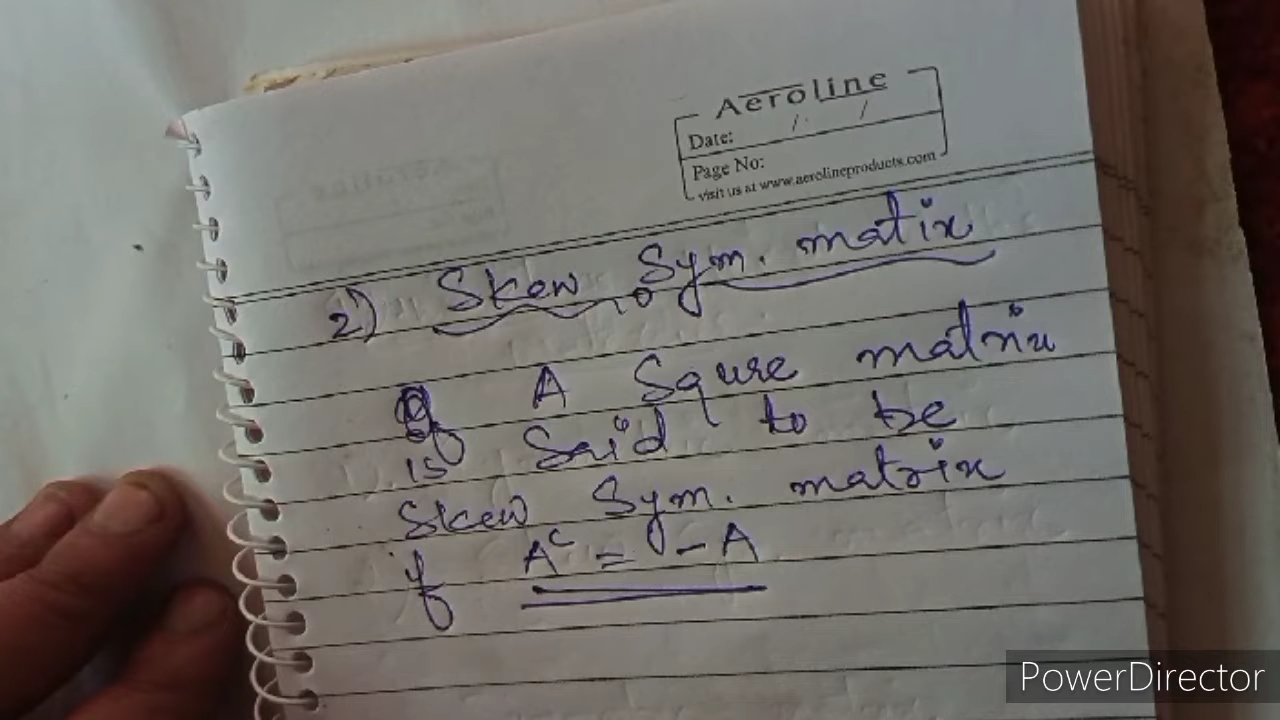 Aeroline
Date: / /
Page No:
visit us at www.aerolineproducts.com
2) Skew Sym. matix
If A Squre matrix
is Said to be
Skew Sym. matrix
if A^c = - A
PowerDirector